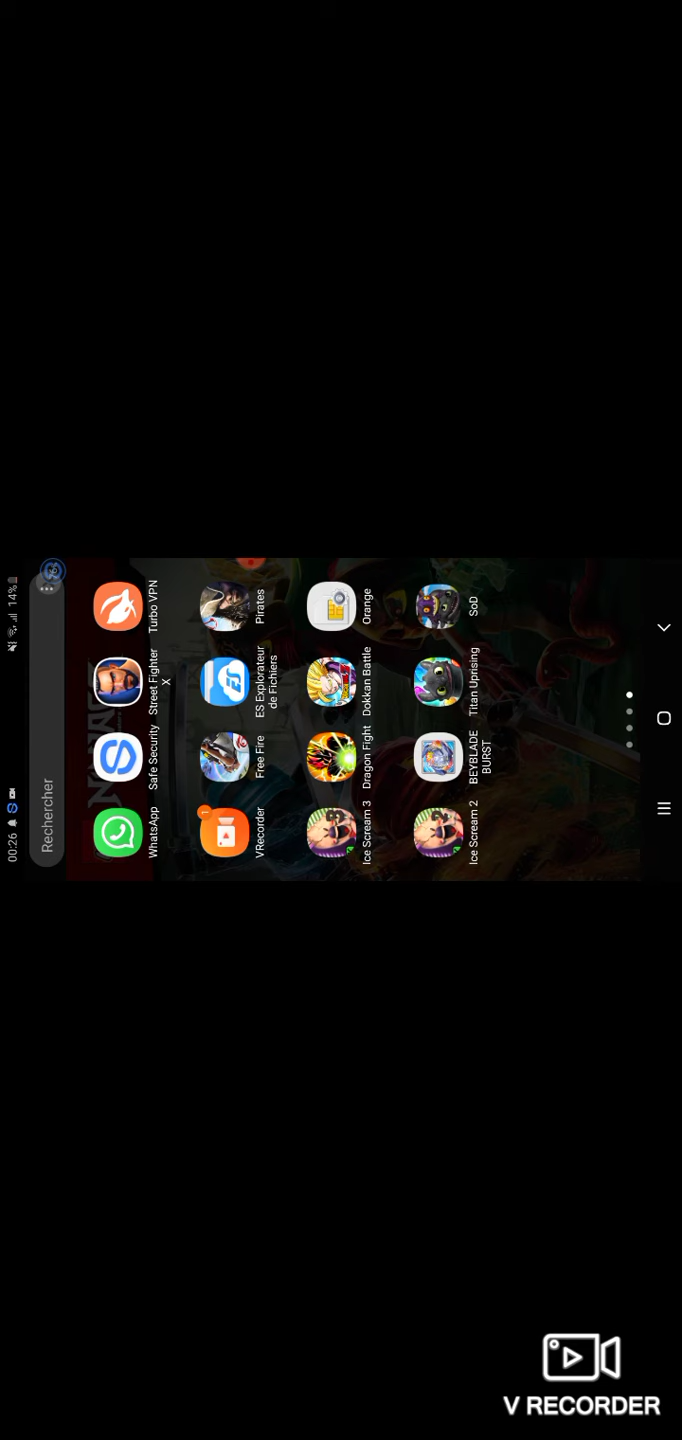 00:26
14%
Rechercher
WhatsApp
Safe Security
Street Fighter
X
Turbo VPN
1
VRecorder
Free Fire
ES Explorateur
de Fichiers
Pirates
Ice Scream 3
Dragon Fight
Dokkan Battle
Orange
Ice Scream 2
BEYBLADE
BURST
Titan Uprising
SoD
V RECORDER